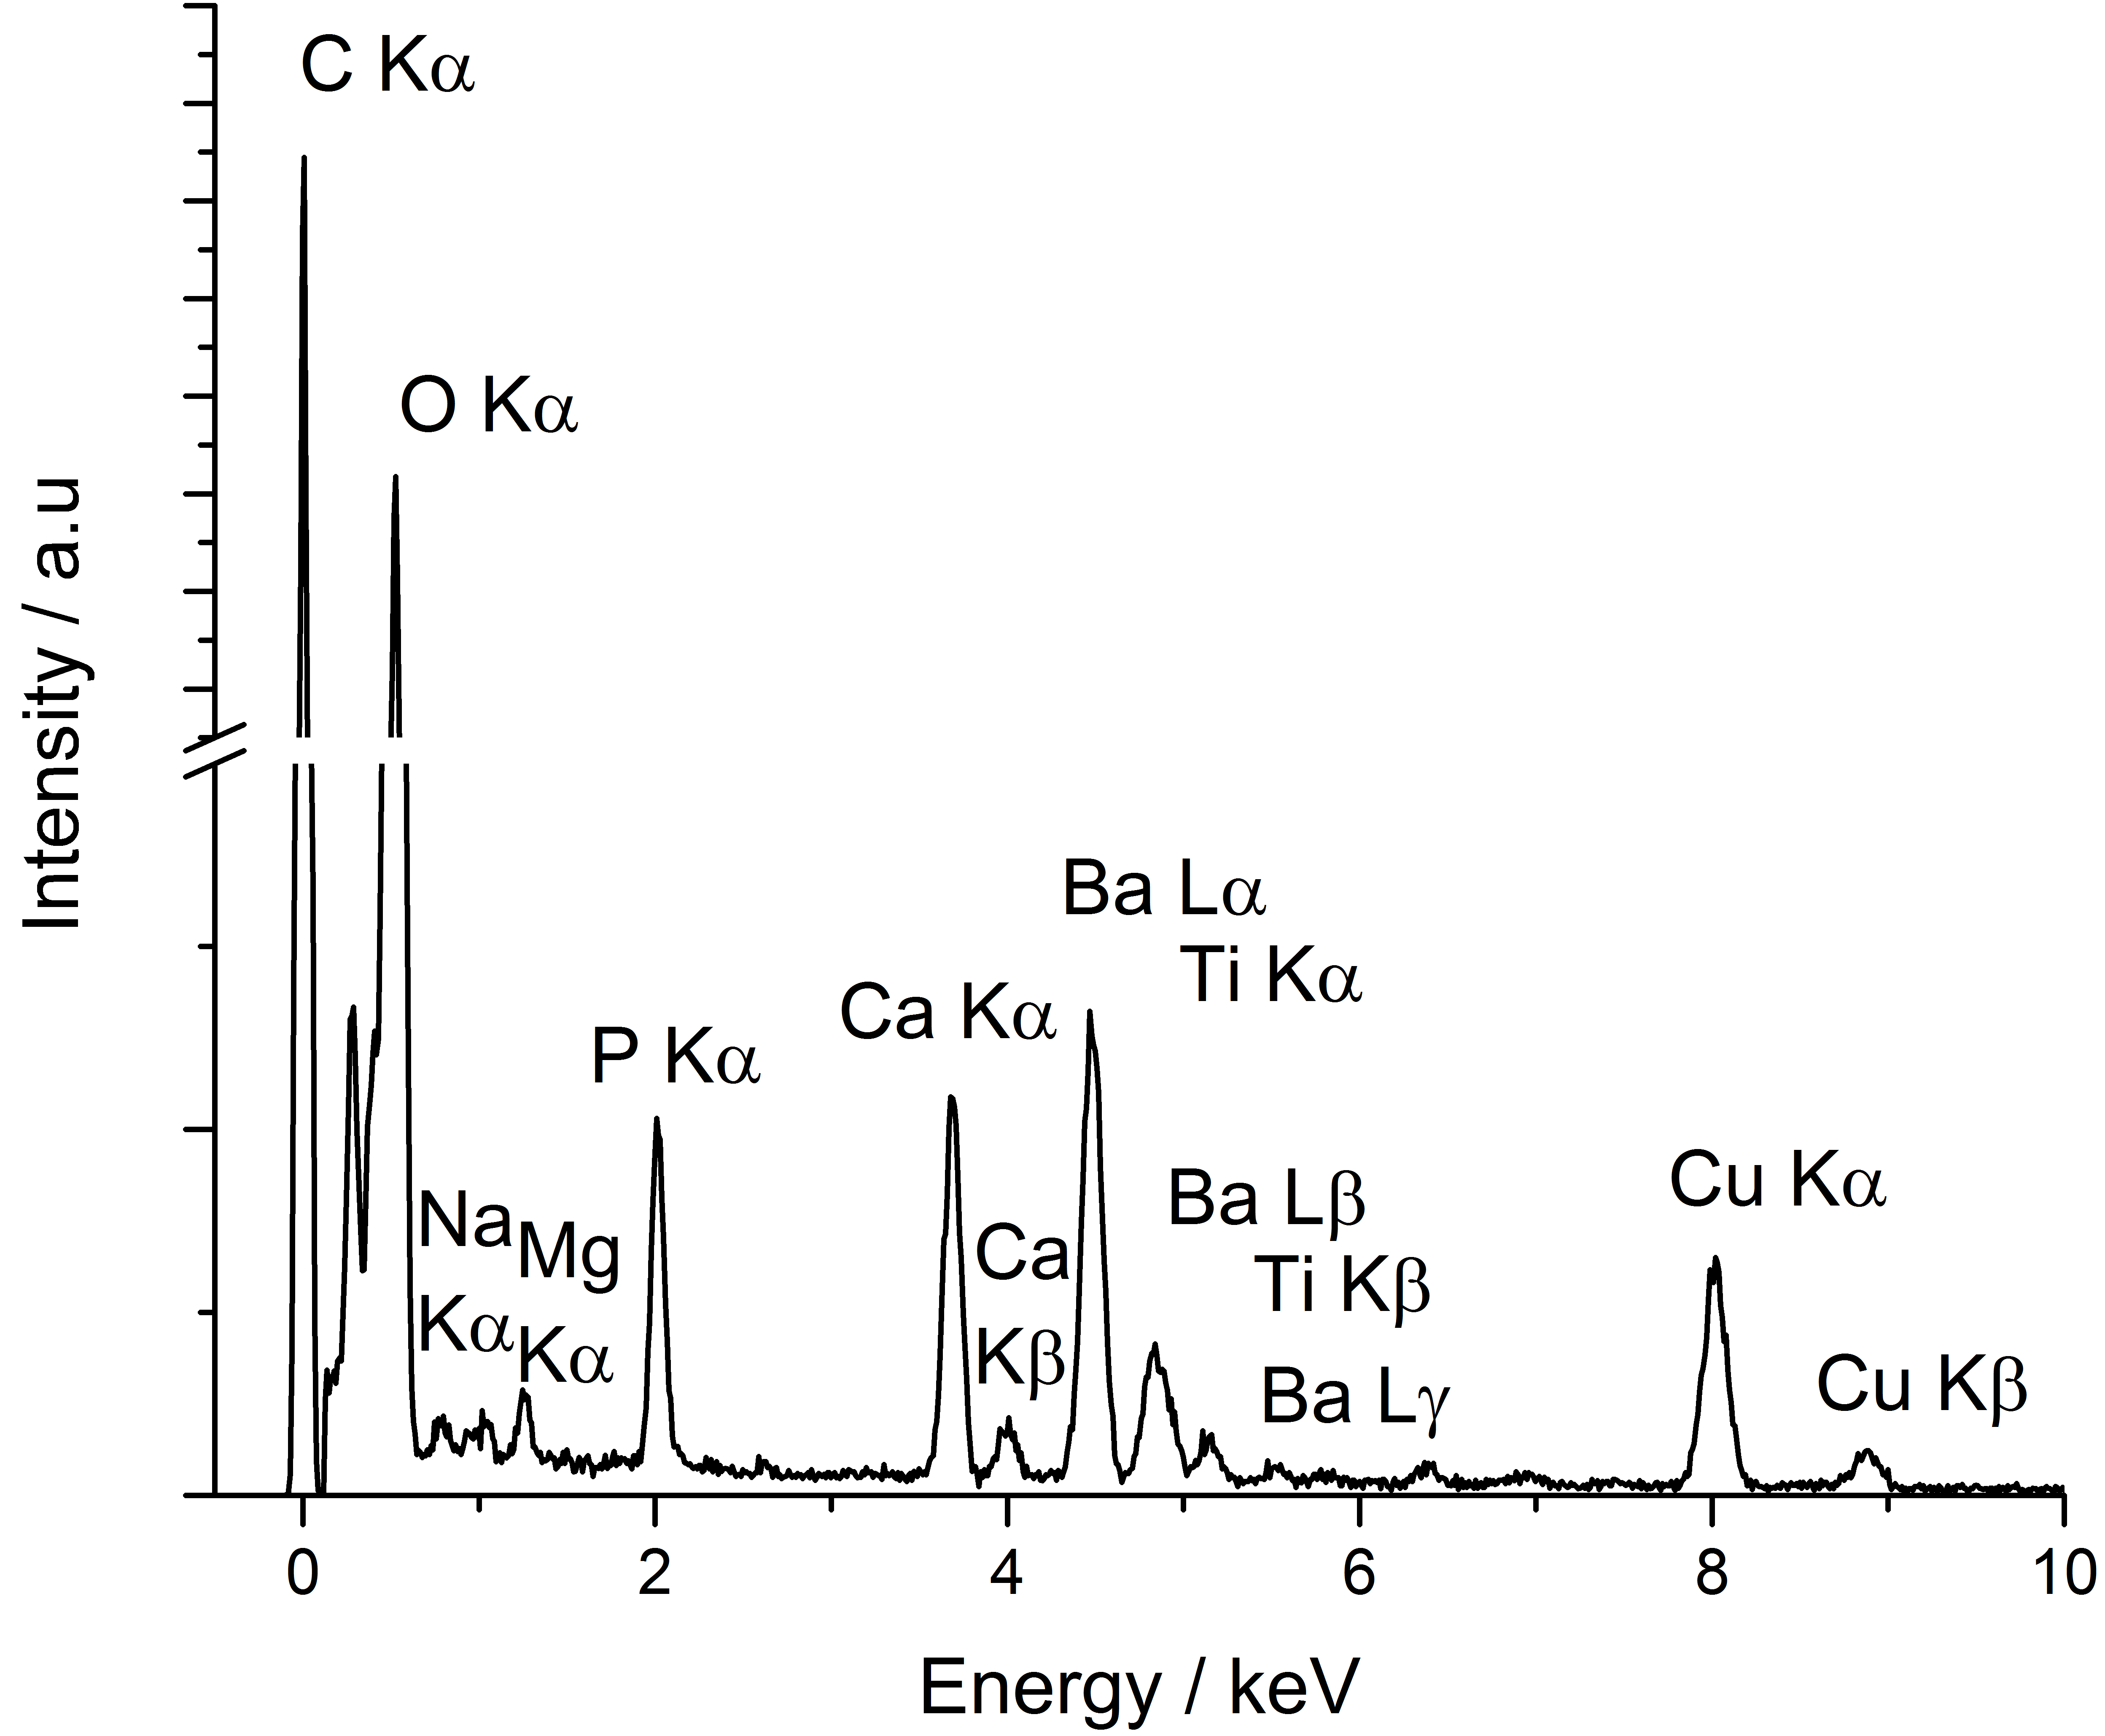 C Kα
O Kα
Intensity / a.u
Ba Lα
Ti Kα
Ca Kα
P Kα
Na
Kα
Mg
Kα
Ca
Kβ
Ba Lβ
Ti Kβ
Ba Lγ
Cu Kα
Cu Kβ
0 2 4 6 8 10
Energy / keV